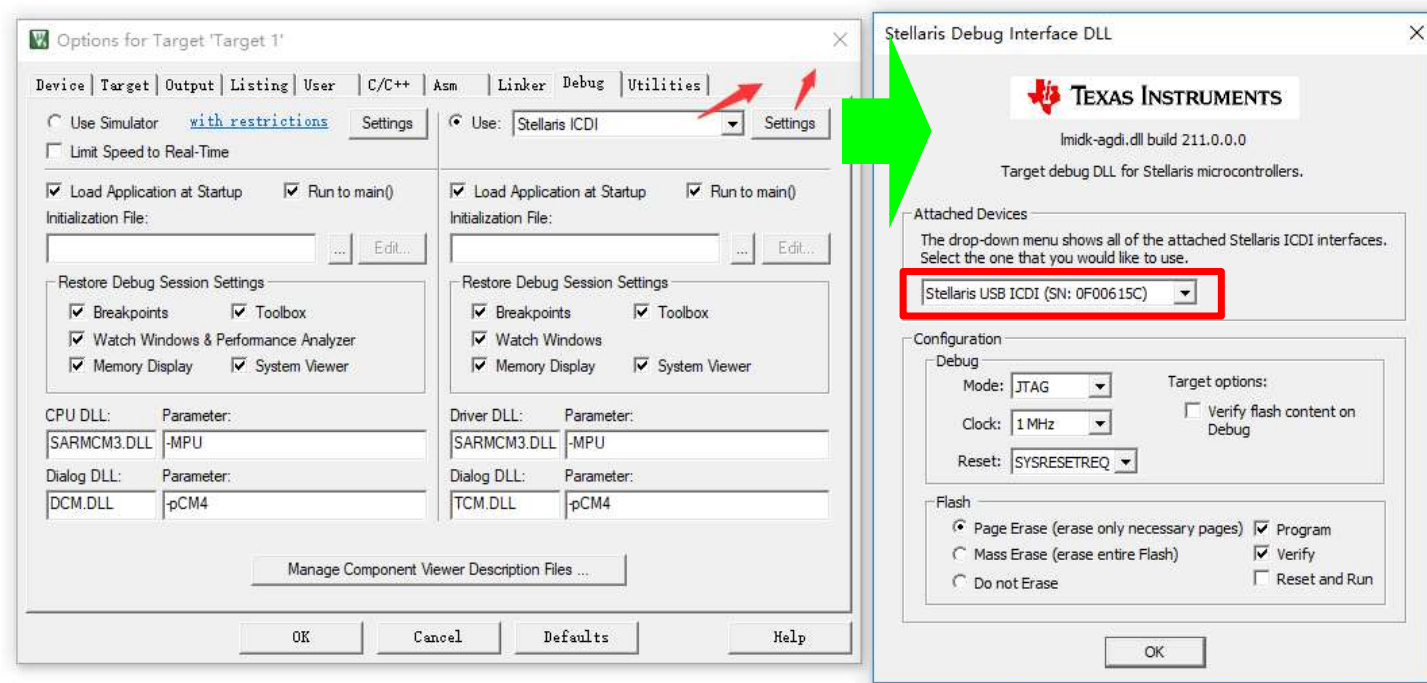 Options for Target 'Target 1'
Device Target Output Listing User C/C++ Asm Linker Debug Utilities
Use Simulator with restrictions Settings
Limit Speed to Real-Time
Load Application at Startup Run to main()
Initialization File:
... Edit...
Restore Debug Session Settings
Breakpoints Toolbox
Watch Windows & Performance Analyzer
Memory Display System Viewer
CPU DLL: Parameter:
SARMCM3.DLL -MPU
Dialog DLL: Parameter:
DCM.DLL -pCM4
Use: Stellaris ICDI Settings
Load Application at Startup Run to main()
Initialization File:
... Edit...
Restore Debug Session Settings
Breakpoints Toolbox
Watch Windows
Memory Display System Viewer
Driver DLL: Parameter:
SARMCM3.DLL -MPU
Dialog DLL: Parameter:
TCM.DLL -pCM4
Manage Component Viewer Description Files ...
OK Cancel Defaults Help
Stellaris Debug Interface DLL
TEXAS INSTRUMENTS
lmidk-agdi.dll build 211.0.0.0
Target debug DLL for Stellaris microcontrollers.
Attached Devices
The drop-down menu shows all of the attached Stellaris ICDI interfaces.
Select the one that you would like to use.
Stellaris USB ICDI (SN: 0F00615C)
Configuration
Debug
Mode: JTAG
Clock: 1 MHz
Reset: SYSRESETREQ
Target options:
Verify flash content on
Debug
Flash
Page Erase (erase only necessary pages) Program
Mass Erase (erase entire Flash) Verify
Do not Erase Reset and Run
OK